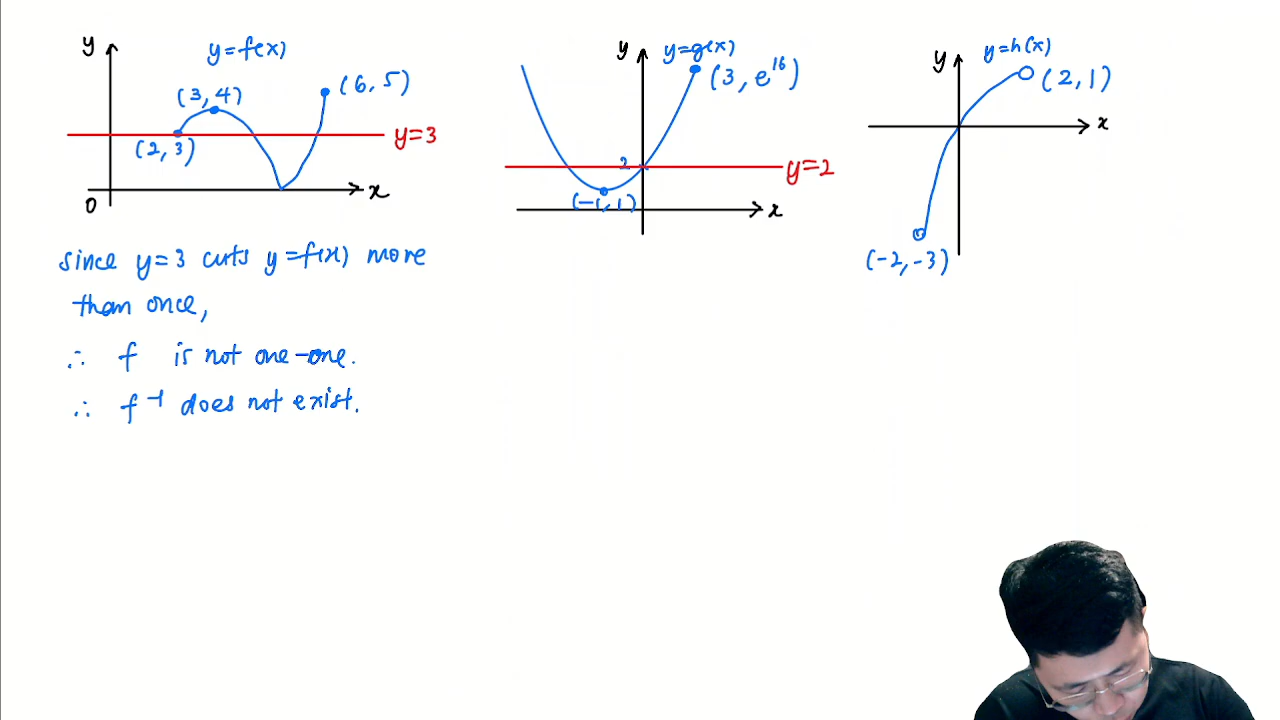 y
y=f(x)
(3,4)
(6,5)
(2,3)
y=3
0
x
since y=3 cuts y=f(x) more
than once,
∴ f is not one-one.
∴ f⁻¹ does not exist.
y
y=g(x)
(3, e¹⁶)
2
y=2
(-1,1)
x
y=h(x)
y
(2,1)
x
(-2,-3)